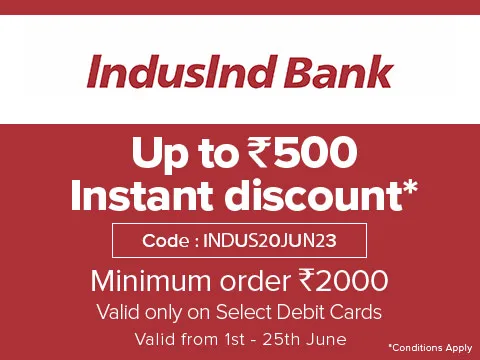 IndusInd Bank
Up to ₹500
Instant discount*
Code : INDUS20JUN23
Minimum order ₹2000
Valid only on Select Debit Cards
Valid from 1st - 25th June
*Conditions Apply